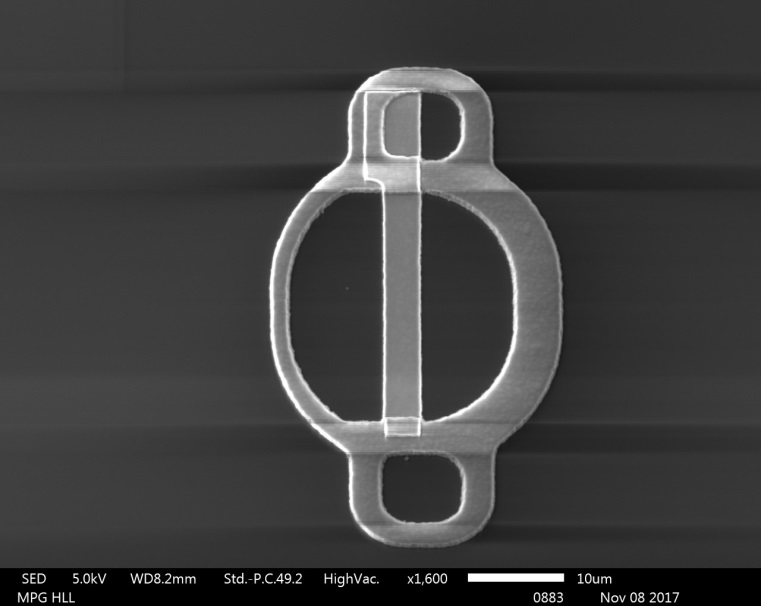 SED 5.0kV WD8.2mm Std.-P.C.49.2 HighVac. x1,600 10um
MPG HLL 0883 Nov 08 2017